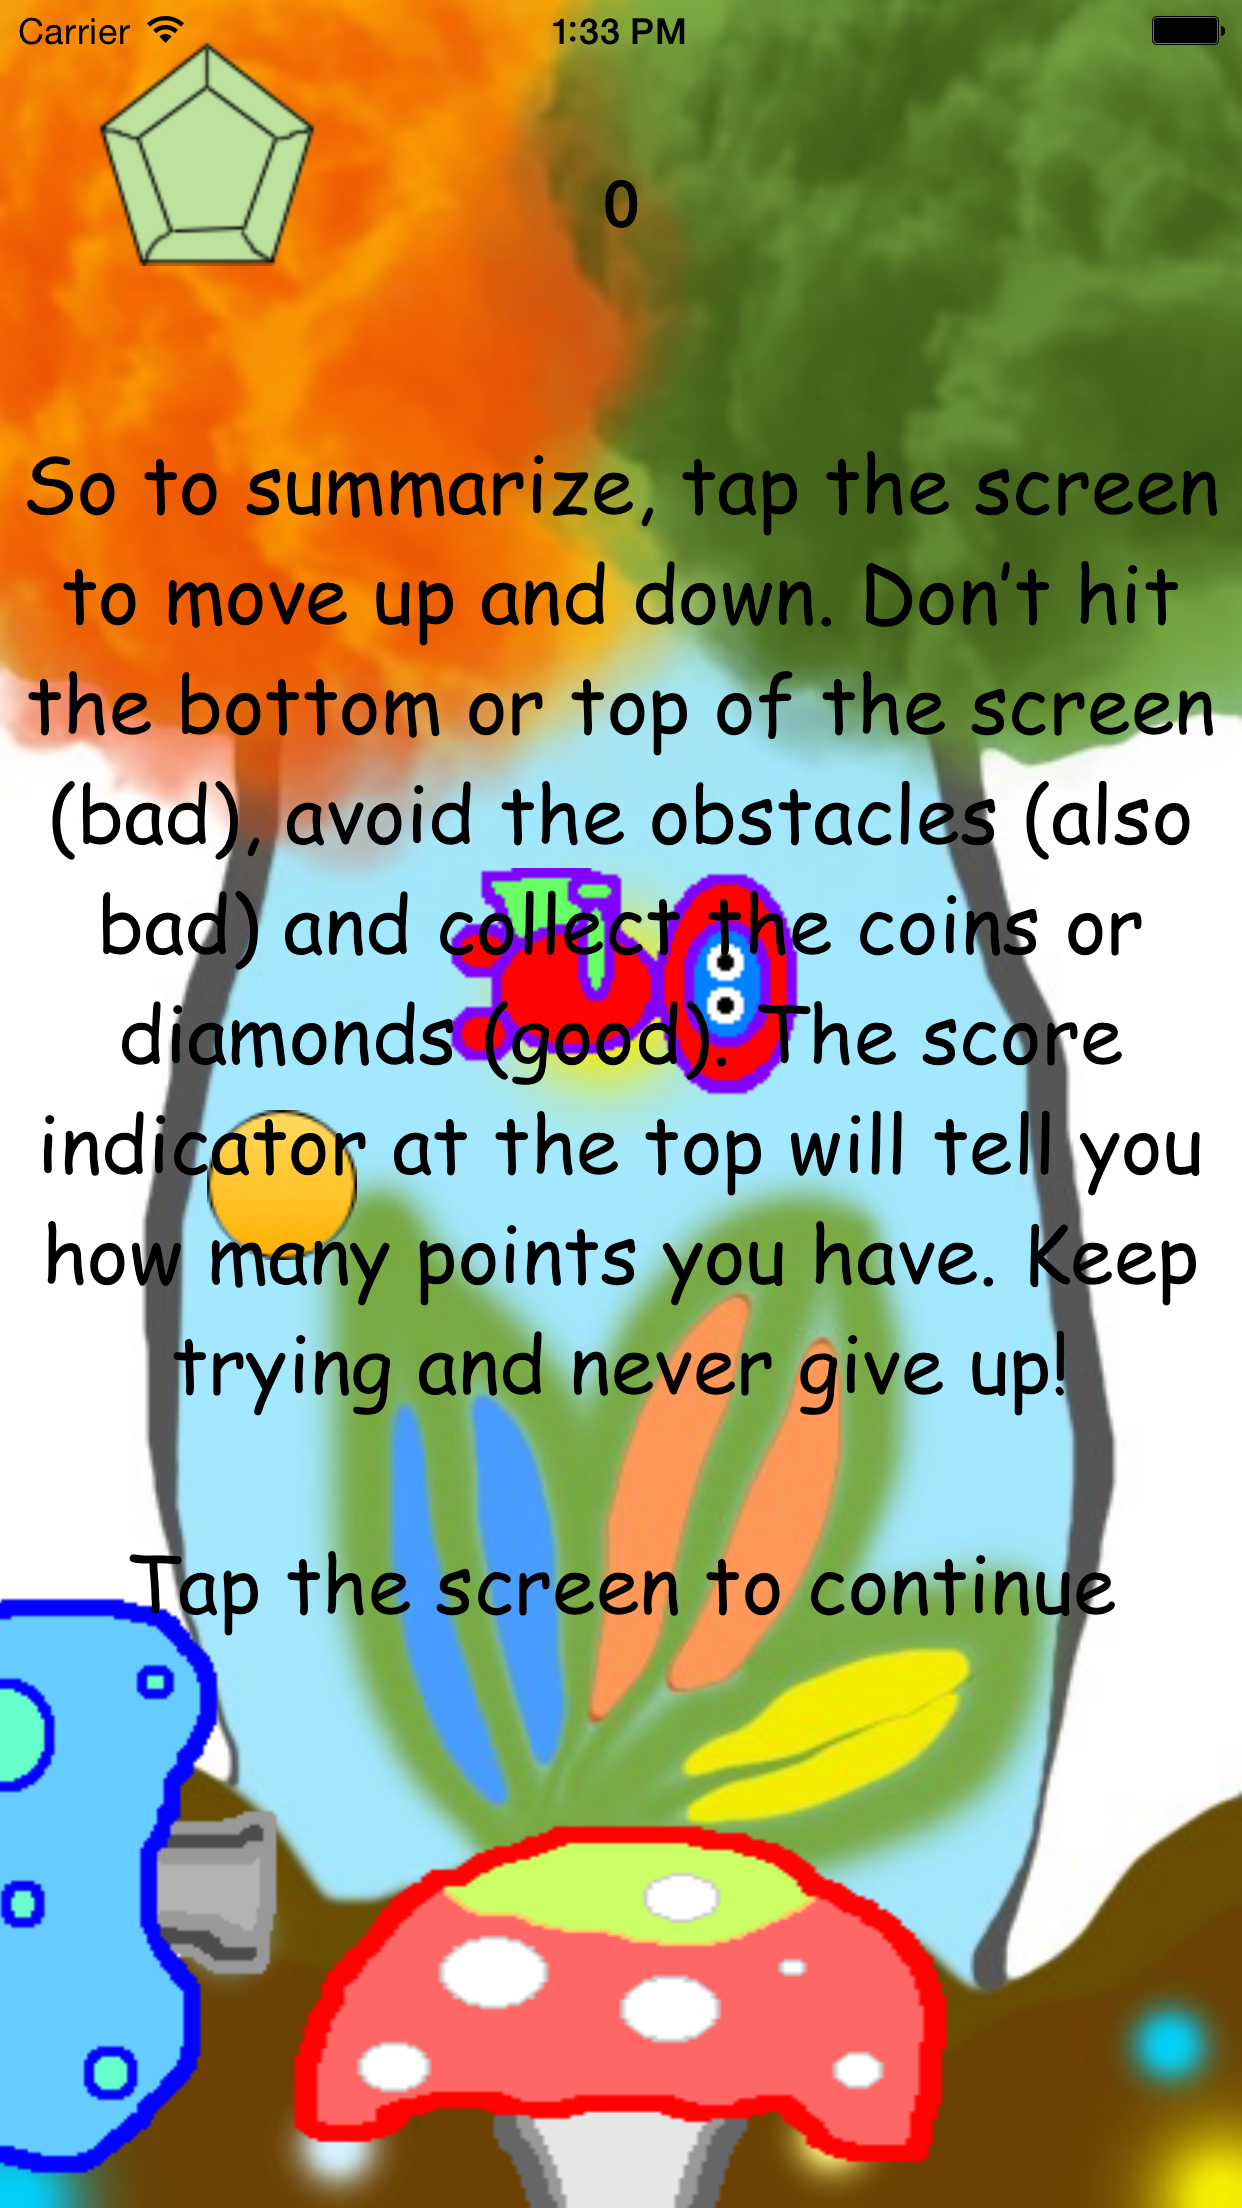 Carrier 1:33 PM
0
So to summarize, tap the screen
to move up and down. Don't hit
the bottom or top of the screen
(bad), avoid the obstacles (also
bad) and collect the coins or
diamonds (good). The score
indicator at the top will tell you
how many points you have. Keep
trying and never give up!
Tap the screen to continue